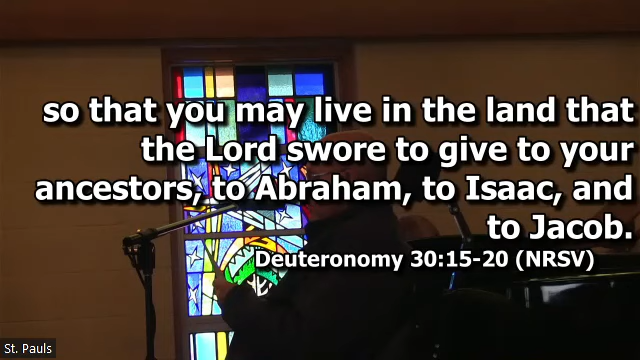 so that you may live in the land that
the Lord swore to give to your
ancestors, to Abraham, to Isaac, and
to Jacob.
Deuteronomy 30:15-20 (NRSV)
St. Pauls